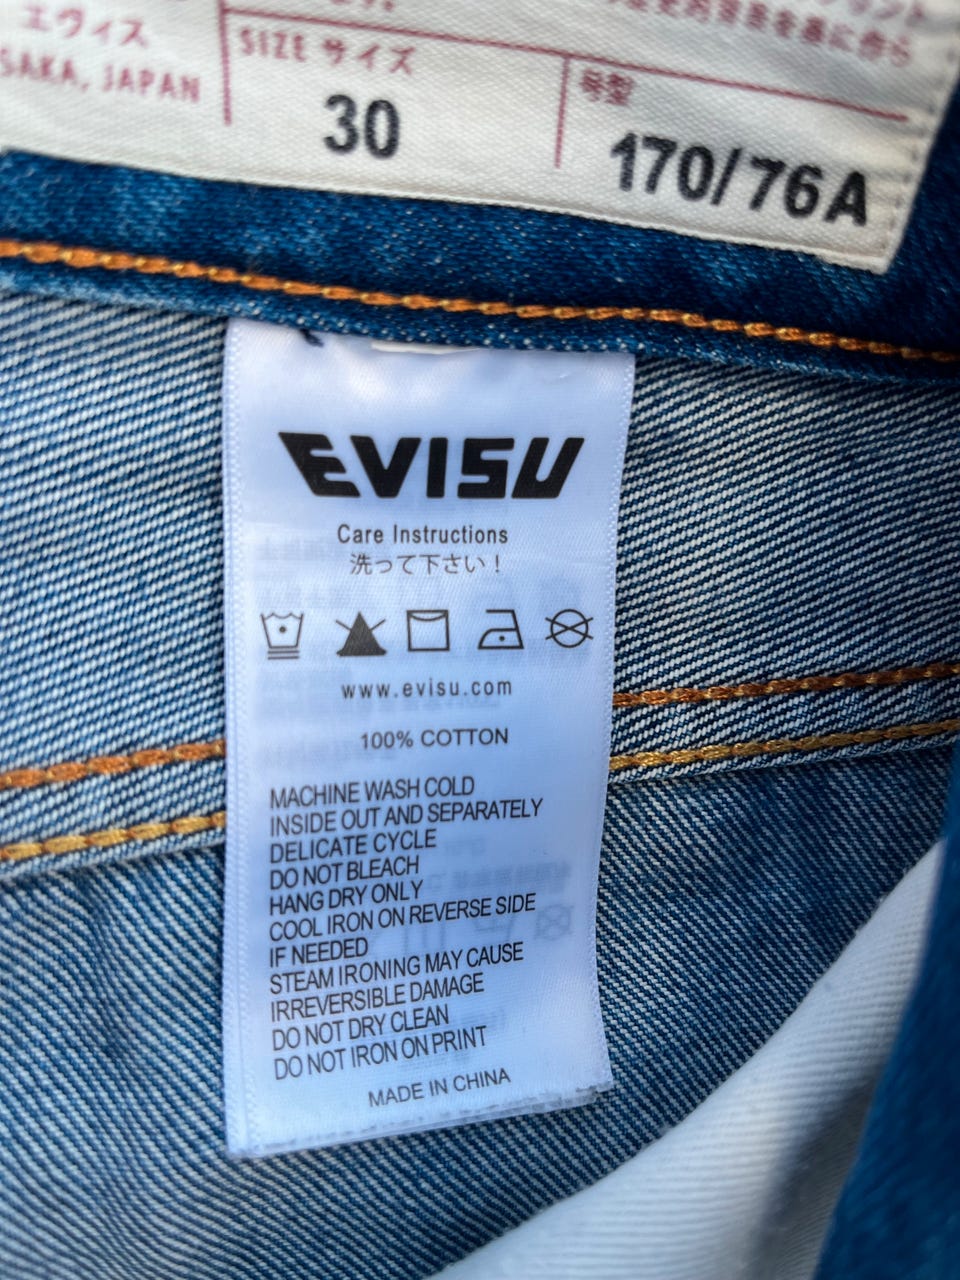 エヴィス
SAKA, JAPAN
SIZE サイズ
30
号型
170/76A
EVISU
Care Instructions
洗って下さい！
www.evisu.com
100% COTTON
MACHINE WASH COLD
INSIDE OUT AND SEPARATELY
DELICATE CYCLE
DO NOT BLEACH
HANG DRY ONLY
COOL IRON ON REVERSE SIDE
IF NEEDED
STEAM IRONING MAY CAUSE
IRREVERSIBLE DAMAGE
DO NOT DRY CLEAN
DO NOT IRON ON PRINT
MADE IN CHINA